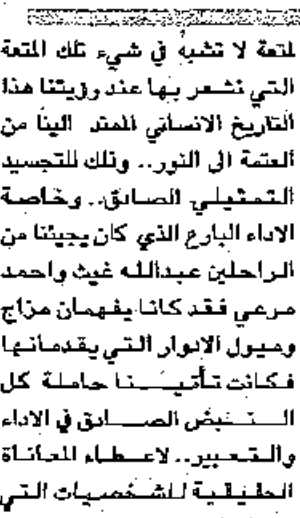 لمتعة لا تشبه في شيء تلك المتعة
التي نشعر بها عند رؤيتنا هذا
التاريخ الانساني الممتد الينا من
العتمة الى النور.. وتلك للتجسيد
التمثيلي الصادق.. وخاصة
الاداء البارع الذي كان يجيئنا من
الراحلين عبدالله غيث واحمد
مرعي فقد كانا يفهمان مزاج
وميول الادوار التي يقدمانها
فكانت تأتينا حاملة كل
النبض الصادق في الاداء
والتعبير.. لاعطاء المعاناة
الحقيقية للشخصيات التي